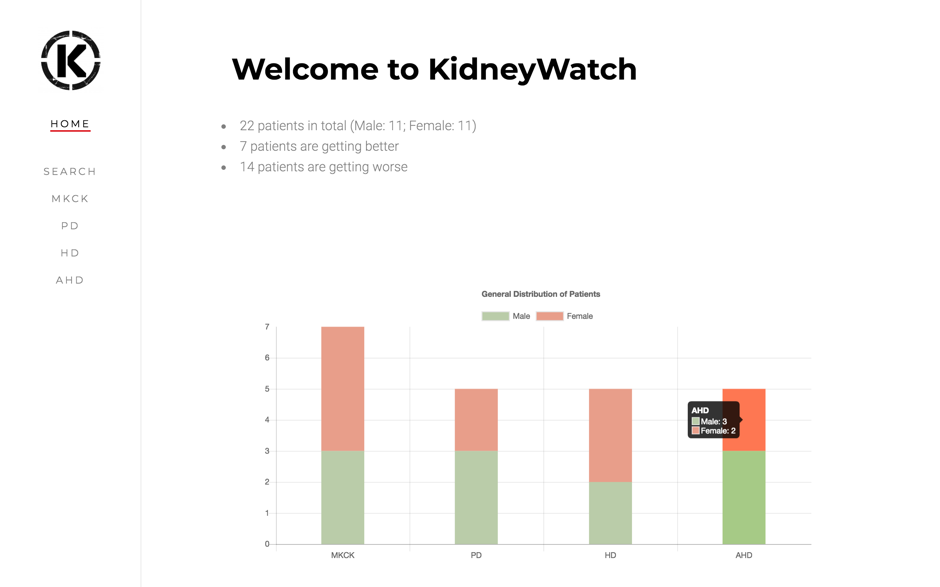 K
HOME
SEARCH
MKCK
PD
HD
AHD
Welcome to KidneyWatch
22 patients in total (Male: 11; Female: 11)
7 patients are getting better
14 patients are getting worse
General Distribution of Patients
Male Female
7
6
5
4
3
2
1
0
AHD
Male: 3
Female: 2
MKCK PD HD AHD